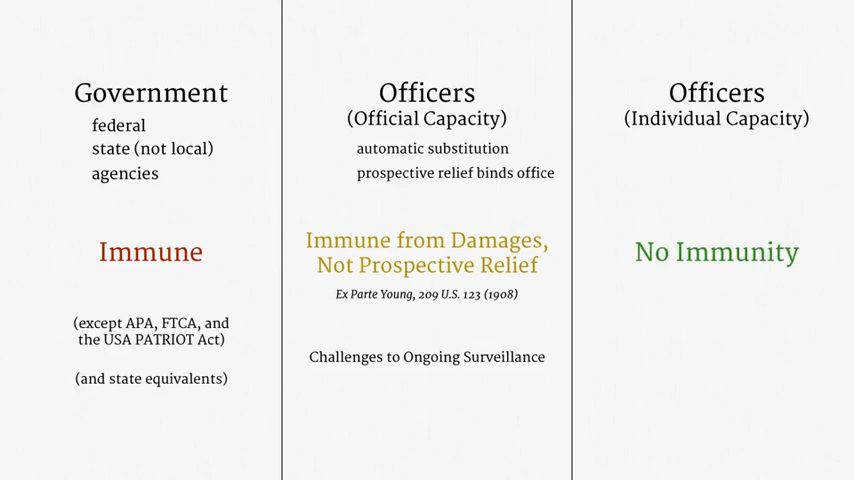 Government
federal
state (not local)
agencies
Immune
(except APA, FTCA, and
the USA PATRIOT Act)
(and state equivalents)
Officers
(Official Capacity)
automatic substitution
prospective relief binds office
Immune from Damages,
Not Prospective Relief
Ex Parte Young, 209 U.S. 123 (1908)
Challenges to Ongoing Surveillance
Officers
(Individual Capacity)
No Immunity